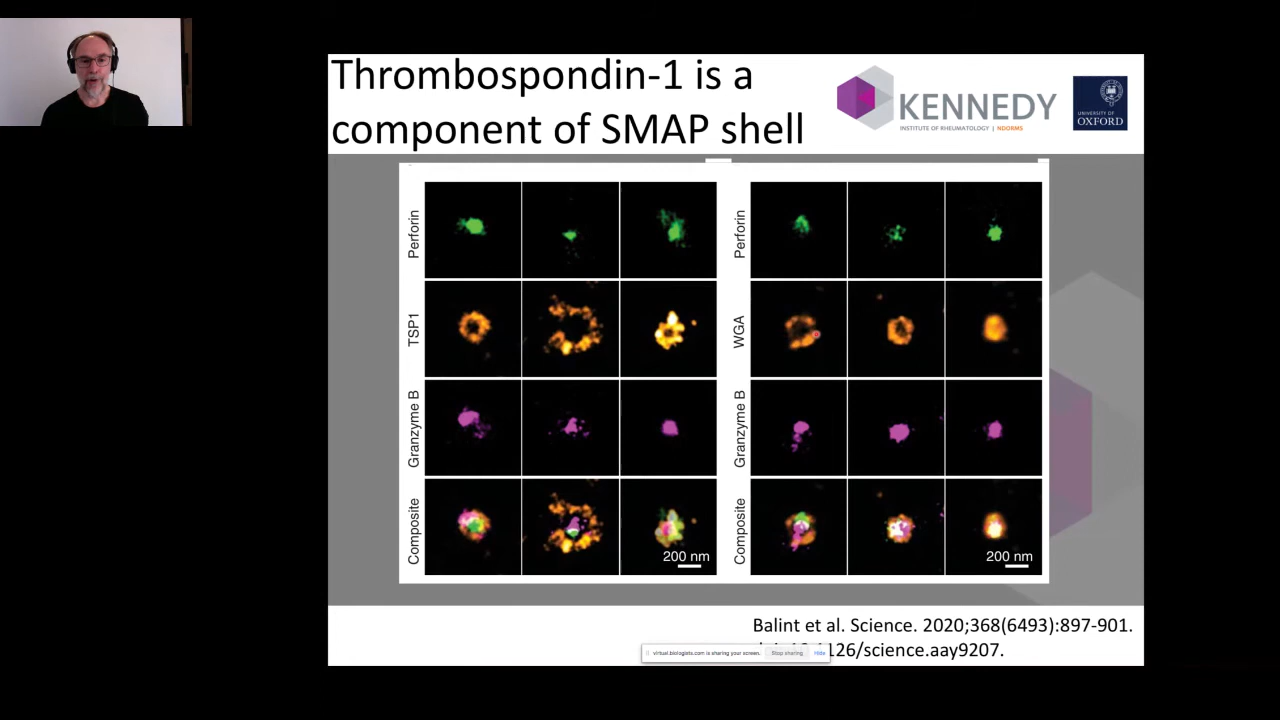 Thrombospondin-1 is a
component of SMAP shell
KENNEDY
INSTITUTE OF RHEUMATOLOGY | NDORMS
UNIVERSITY OF
OXFORD
Perforin
TSP1
Granzyme B
Composite
200 nm
Perforin
WGA
Granzyme B
Composite
200 nm
Balint et al. Science. 2020;368(6493):897-901.
126/science.aay9207.
virtual.biologists.com is sharing your screen.
Stop sharing
Hide